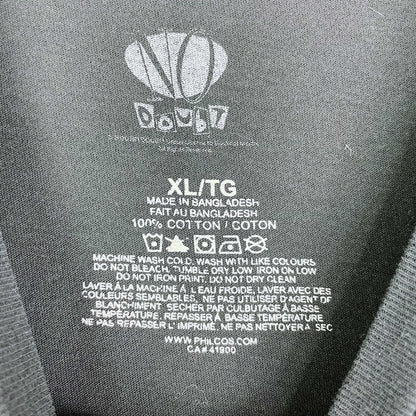 NO
DOUBT
All Rights Reserved.
XL/TG
MADE IN BANGLADESH
FAIT AU BANGLADESH
100% COTTON / COTON
MACHINE WASH COLD, WASH WITH LIKE COLOURS
DO NOT BLEACH, TUMBLE DRY LOW, IRON ON LOW
DO NOT IRON PRINT, DO NOT DRY CLEAN
LAVER À LA MACHINE À L'EAU FROIDE, LAVER AVEC DES
COULEURS SEMBLABLES, NE PAS UTILISER D'AGENT DE
BLANCHIMENT, SÉCHER PAR CULBUTAGE À BASSE
TEMPÉRATURE, REPASSER À BASSE TEMPÉRATURE
NE PAS REPASSER L'IMPRIMÉ, NE PAS NETTOYER À SEC
WWW.PHILCOS.COM
CA# 41900